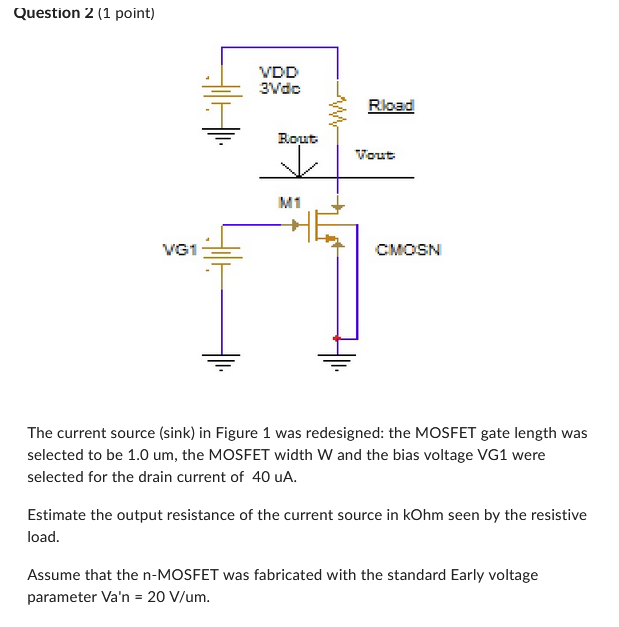 Question 2 (1 point)
VDD
3Vdc
Rload
Rout
Vout
M1
VG1
CMOSN
The current source (sink) in Figure 1 was redesigned: the MOSFET gate length was
selected to be 1.0 um, the MOSFET width W and the bias voltage VG1 were
selected for the drain current of 40 uA.
Estimate the output resistance of the current source in kOhm seen by the resistive
load.
Assume that the n-MOSFET was fabricated with the standard Early voltage
parameter Va'n = 20 V/um.